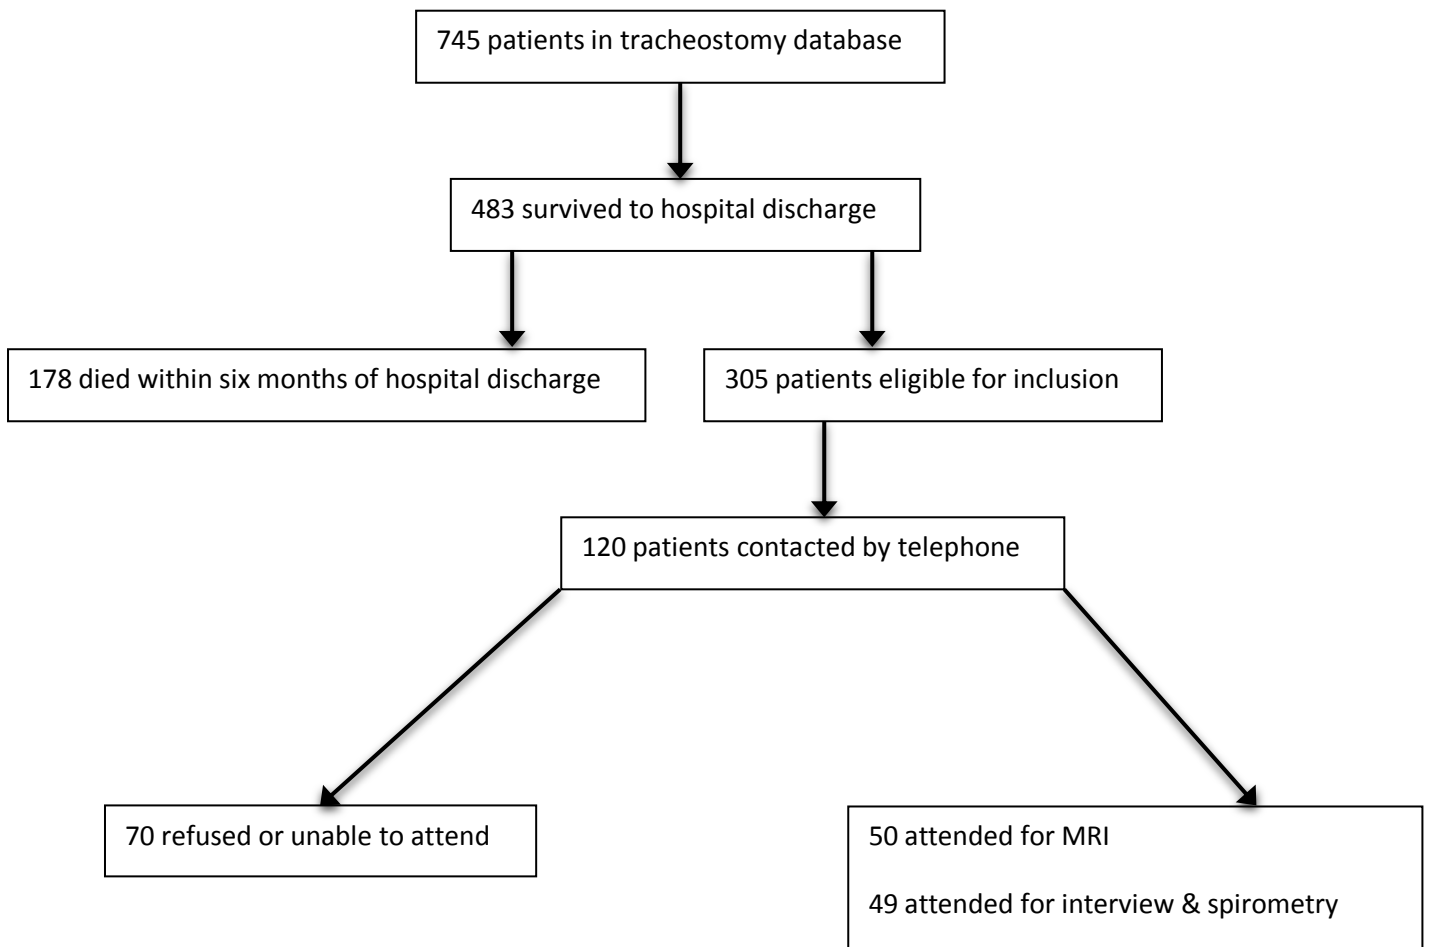 745 patients in tracheostomy database
483 survived to hospital discharge
178 died within six months of hospital discharge
305 patients eligible for inclusion
120 patients contacted by telephone
70 refused or unable to attend
50 attended for MRI
49 attended for interview & spirometry